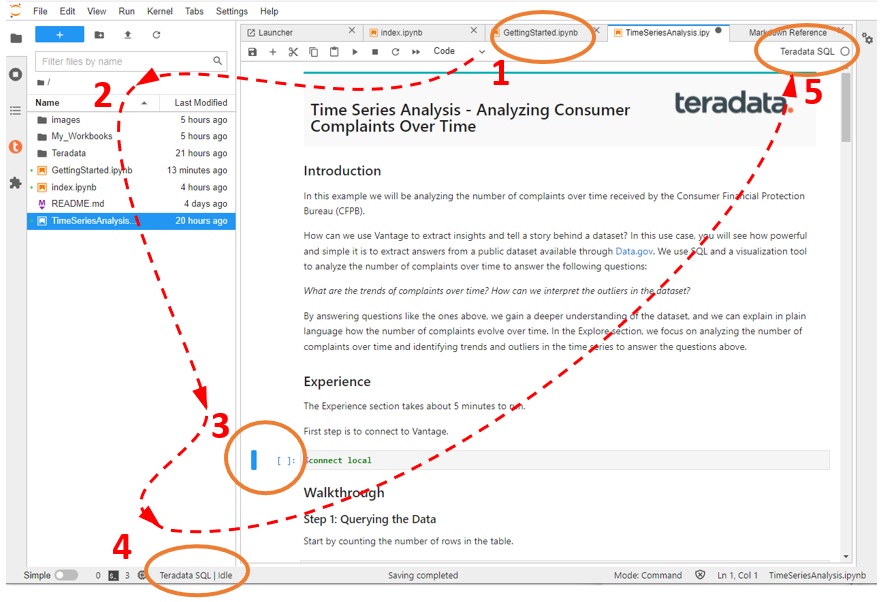 File Edit View Run Kernel Tabs Settings Help
Launcher
index.ipynb
GettingStarted.ipynb
TimeSeriesAnalysis.ipy
Markdown Reference
Code
Teradata SQL
Filter files by name
/
Name
Last Modified
images 5 hours ago
My_Workbooks 5 hours ago
Teradata 21 hours ago
GettingStarted.ipynb 13 minutes ago
index.ipynb 4 hours ago
README.md 4 days ago
TimeSeriesAnalysis... 20 hours ago
1
2
3
4
5
teradata.
Time Series Analysis - Analyzing Consumer
Complaints Over Time
Introduction
In this example we will be analyzing the number of complaints over time received by the Consumer Financial Protection
Bureau (CFPB).
How can we use Vantage to extract insights and tell a story behind a dataset? In this use case, you will see how powerful
and simple it is to extract answers from a public dataset available through Data.gov. We use SQL and a visualization tool
to analyze the number of complaints over time to answer the following questions:
What are the trends of complaints over time? How can we interpret the outliers in the dataset?
By answering questions like the ones above, we gain a deeper understanding of the dataset, and we can explain in plain
language how the number of complaints evolve over time. In the Explore section, we focus on analyzing the number of
complaints over time and identifying trends and outliers in the time series to answer the questions above.
Experience
The Experience section takes about 5 minutes to run.
First step is to connect to Vantage.
[ ]: %connect local
Walkthrough
Step 1: Querying the Data
Start by counting the number of rows in the table.
Simple 0 3 Teradata SQL | Idle Saving completed Mode: Command Ln 1, Col 1 TimeSeriesAnalysis.ipynb